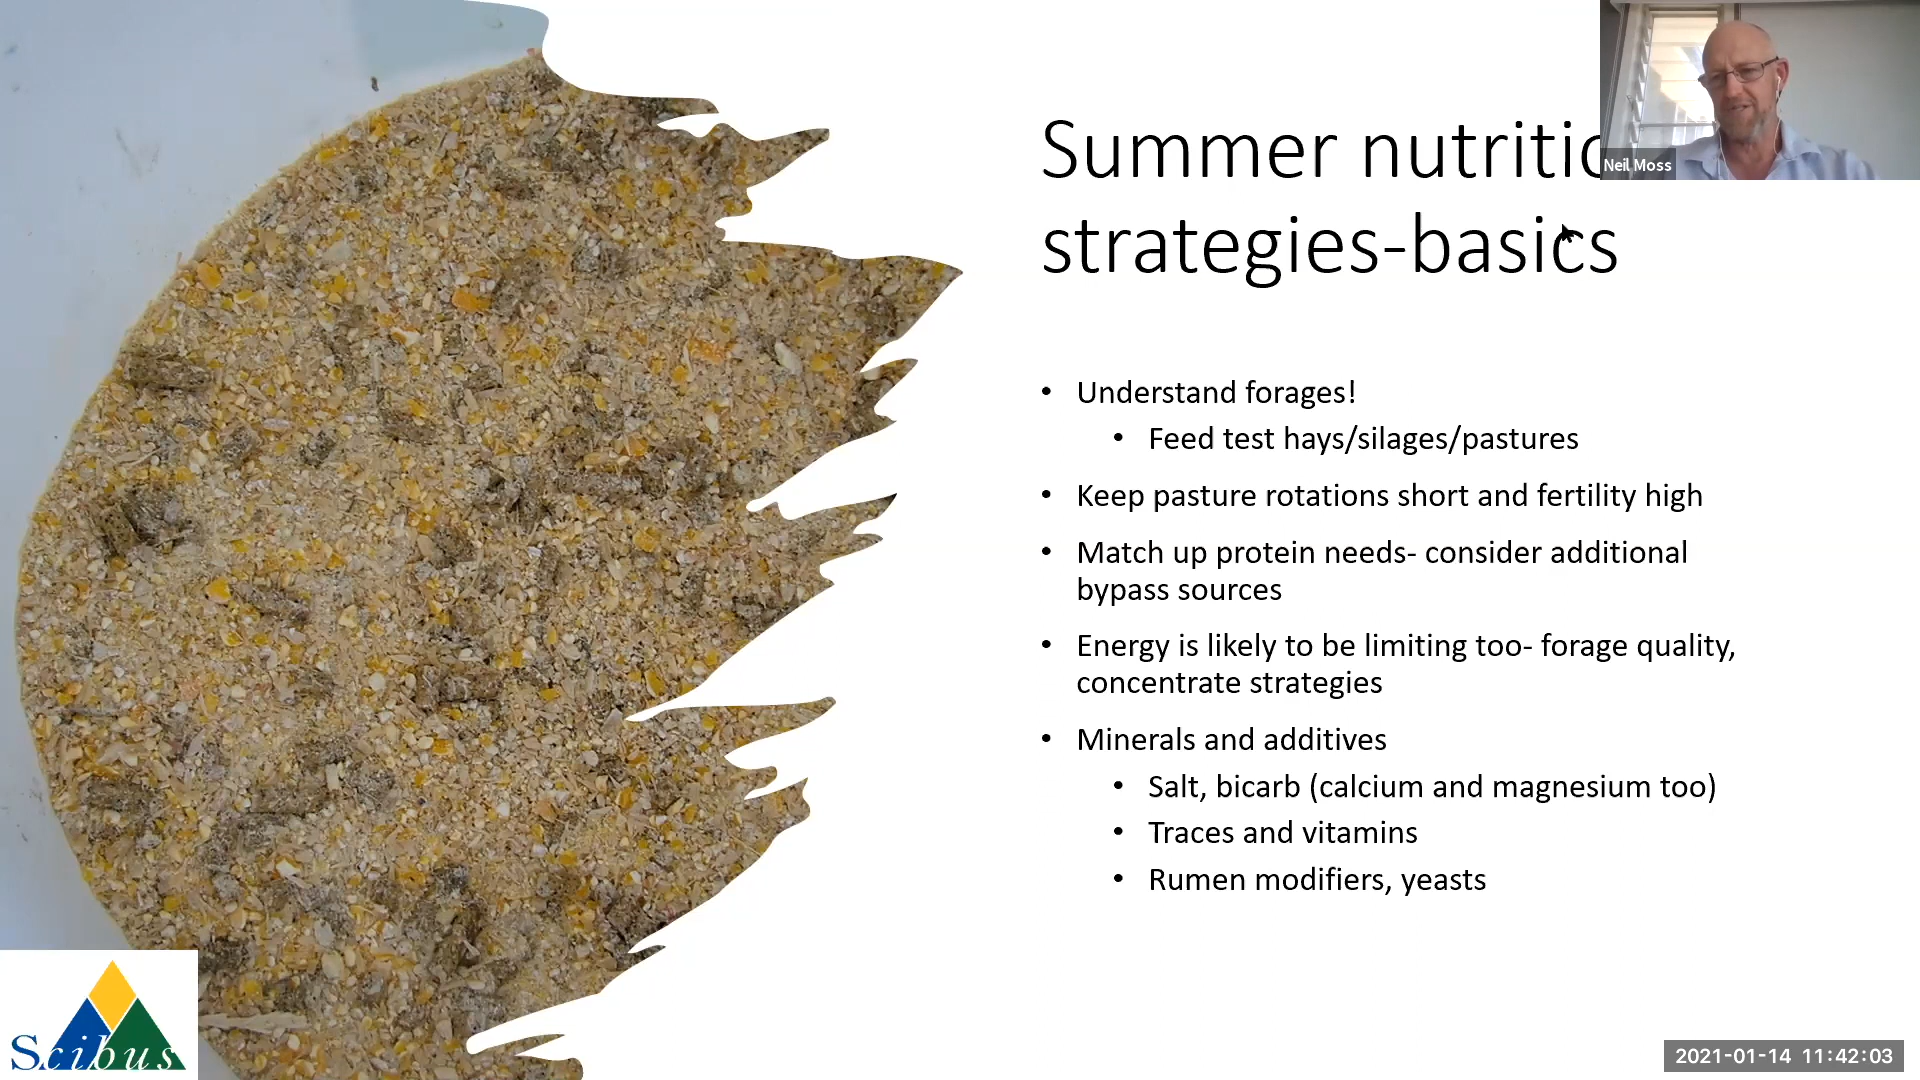 Summer nutritio
strategies-basics
Neil Moss
• Understand forages!
• Feed test hays/silages/pastures
• Keep pasture rotations short and fertility high
• Match up protein needs- consider additional
bypass sources
• Energy is likely to be limiting too- forage quality,
concentrate strategies
• Minerals and additives
• Salt, bicarb (calcium and magnesium too)
• Traces and vitamins
• Rumen modifiers, yeasts
Scibus
2021-01-14 11:42:03